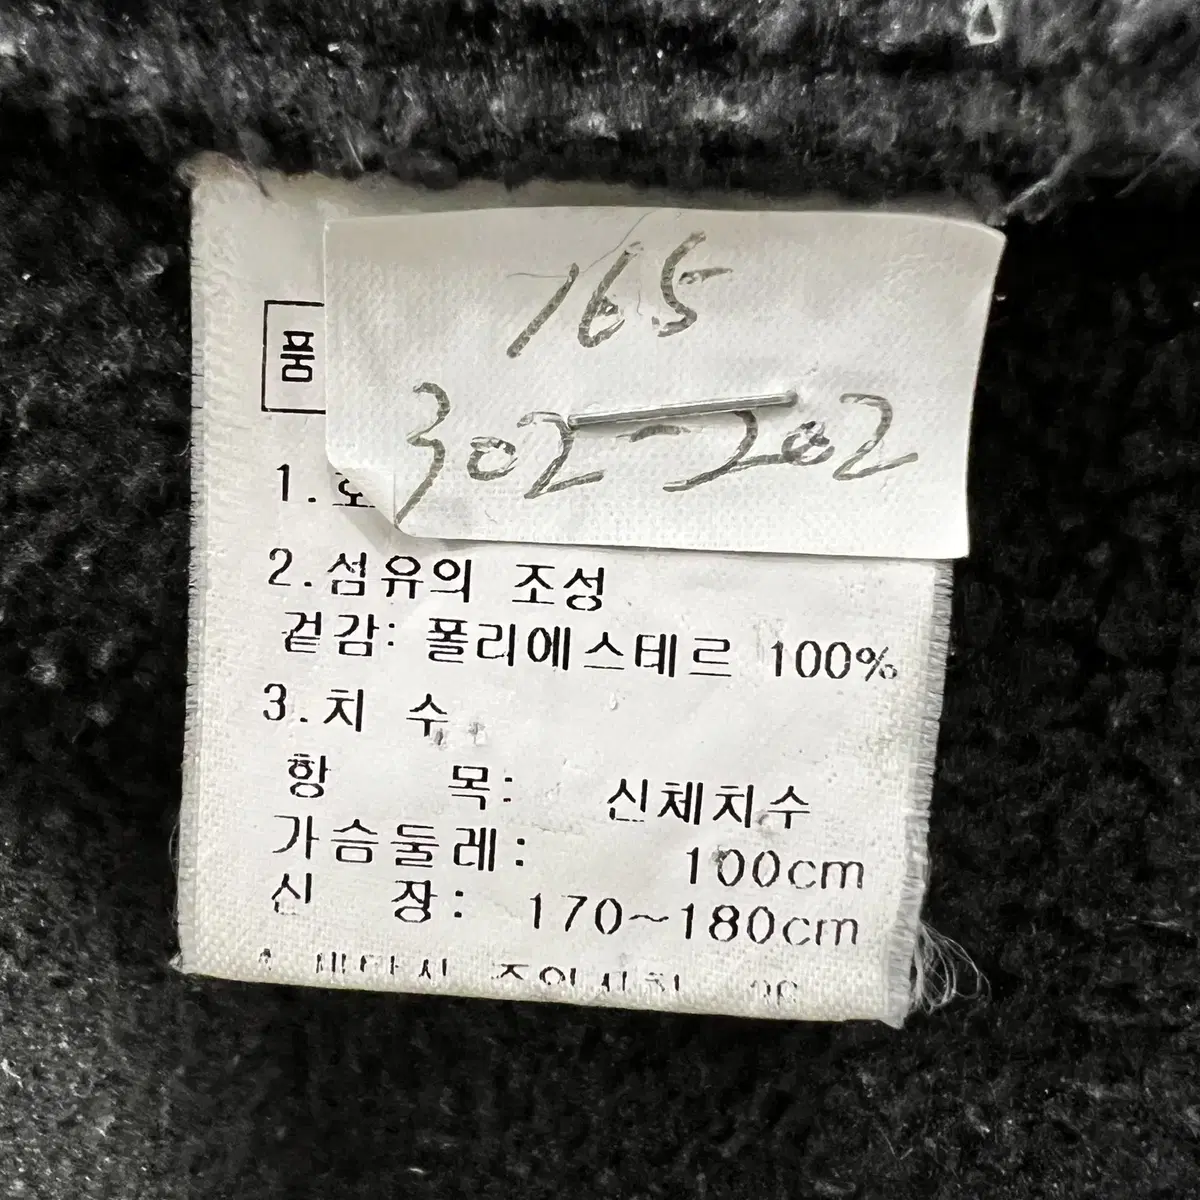 165
302-202
품
1.
2.섬유의 조성
겉감: 폴리에스테르 100%
3.치 수
항 목: 신체치수
가슴둘레: 100cm
신 장: 170~180cm